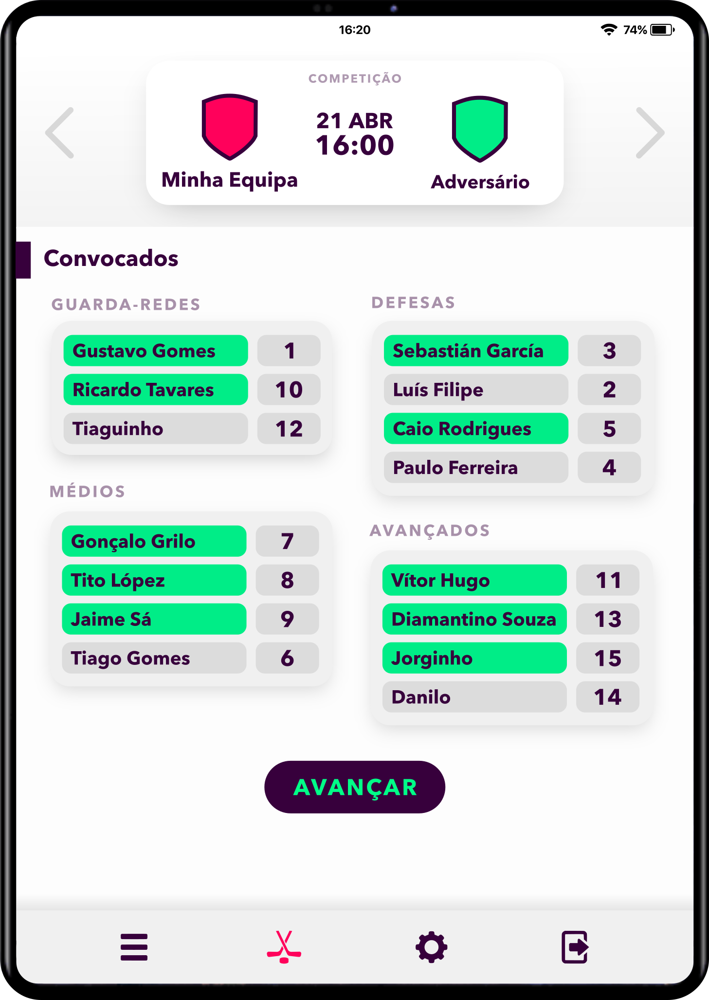 16:20
74%
COMPETIÇÃO
21 ABR
16:00
Minha Equipa
Adversário
Convocados
GUARDA-REDES
Gustavo Gomes 1
Ricardo Tavares 10
Tiaguinho 12
DEFESAS
Sebastián García 3
Luís Filipe 2
Caio Rodrigues 5
Paulo Ferreira 4
MÉDIOS
Gonçalo Grilo 7
Tito López 8
Jaime Sá 9
Tiago Gomes 6
AVANÇADOS
Vítor Hugo 11
Diamantino Souza 13
Jorginho 15
Danilo 14
AVANÇAR